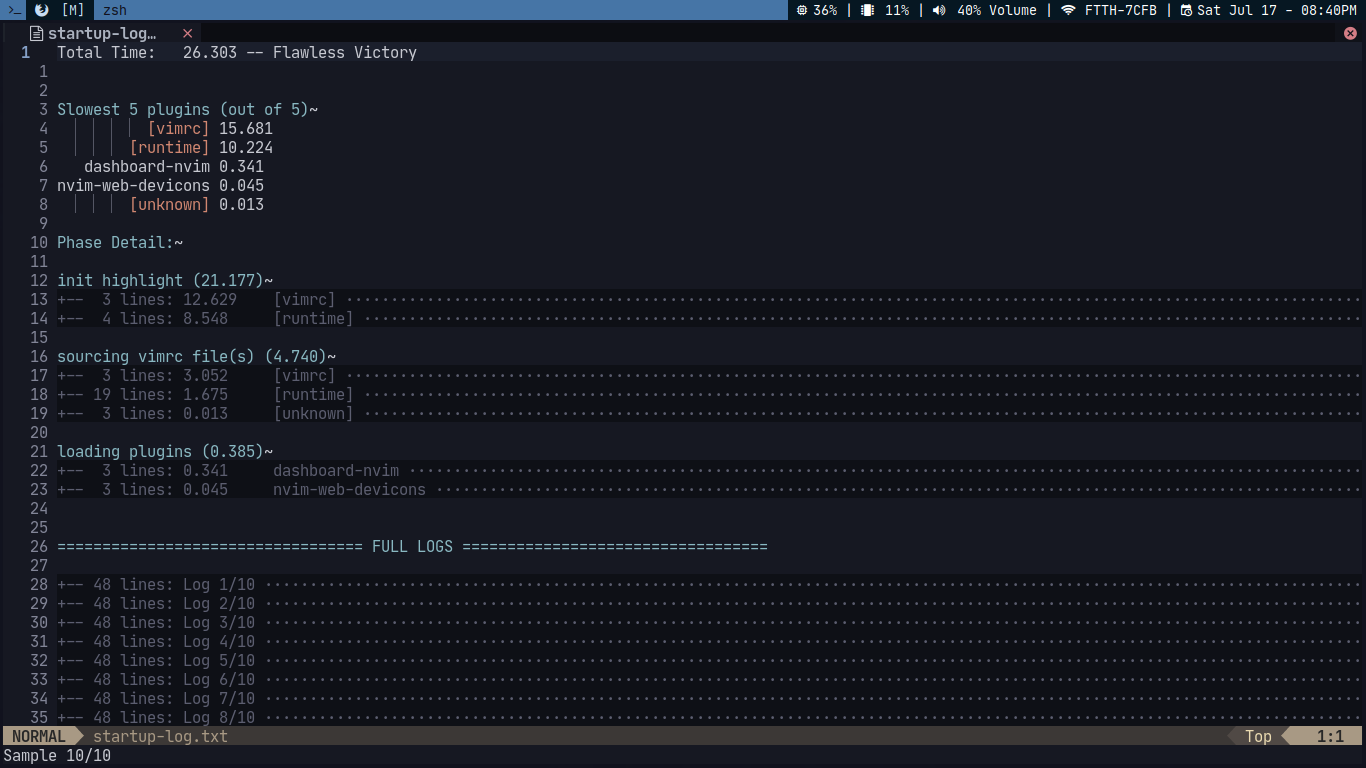 >_ [M] zsh 36% | 11% | 40% Volume | FTTH-7CFB | Sat Jul 17 - 08:40PM
startup-log… ×
1 Total Time: 26.303 -- Flawless Victory
1
2
3 Slowest 5 plugins (out of 5)~
4 [vimrc] 15.681
5 [runtime] 10.224
6 dashboard-nvim 0.341
7 nvim-web-devicons 0.045
8 [unknown] 0.013
9
10 Phase Detail:~
11
12 init highlight (21.177)~
13 +-- 3 lines: 12.629 [vimrc] ··································································
14 +-- 4 lines: 8.548 [runtime] ··································································
15
16 sourcing vimrc file(s) (4.740)~
17 +-- 3 lines: 3.052 [vimrc] ··································································
18 +-- 19 lines: 1.675 [runtime] ··································································
19 +-- 3 lines: 0.013 [unknown] ··································································
20
21 loading plugins (0.385)~
22 +-- 3 lines: 0.341 dashboard-nvim ··································································
23 +-- 3 lines: 0.045 nvim-web-devicons ··································································
24
25
26 ================================== FULL LOGS ==================================
27
28 +-- 48 lines: Log 1/10 ··································································
29 +-- 48 lines: Log 2/10 ··································································
30 +-- 48 lines: Log 3/10 ··································································
31 +-- 48 lines: Log 4/10 ··································································
32 +-- 48 lines: Log 5/10 ··································································
33 +-- 48 lines: Log 6/10 ··································································
34 +-- 48 lines: Log 7/10 ··································································
35 +-- 48 lines: Log 8/10 ··································································
NORMAL startup-log.txt Top 1:1
Sample 10/10